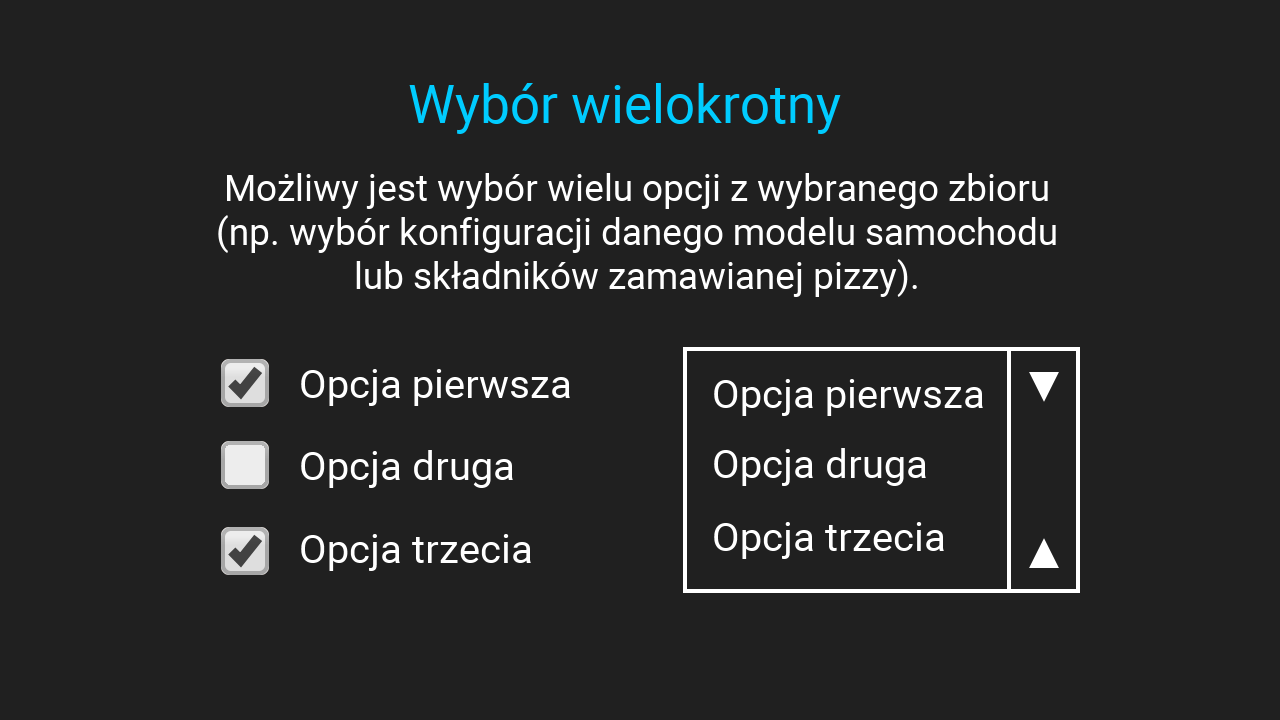 Wybór wielokrotny
Możliwy jest wybór wielu opcji z wybranego zbioru
(np. wybór konfiguracji danego modelu samochodu
lub składników zamawianej pizzy).
Opcja pierwsza
Opcja druga
Opcja trzecia
Opcja pierwsza
Opcja druga
Opcja trzecia